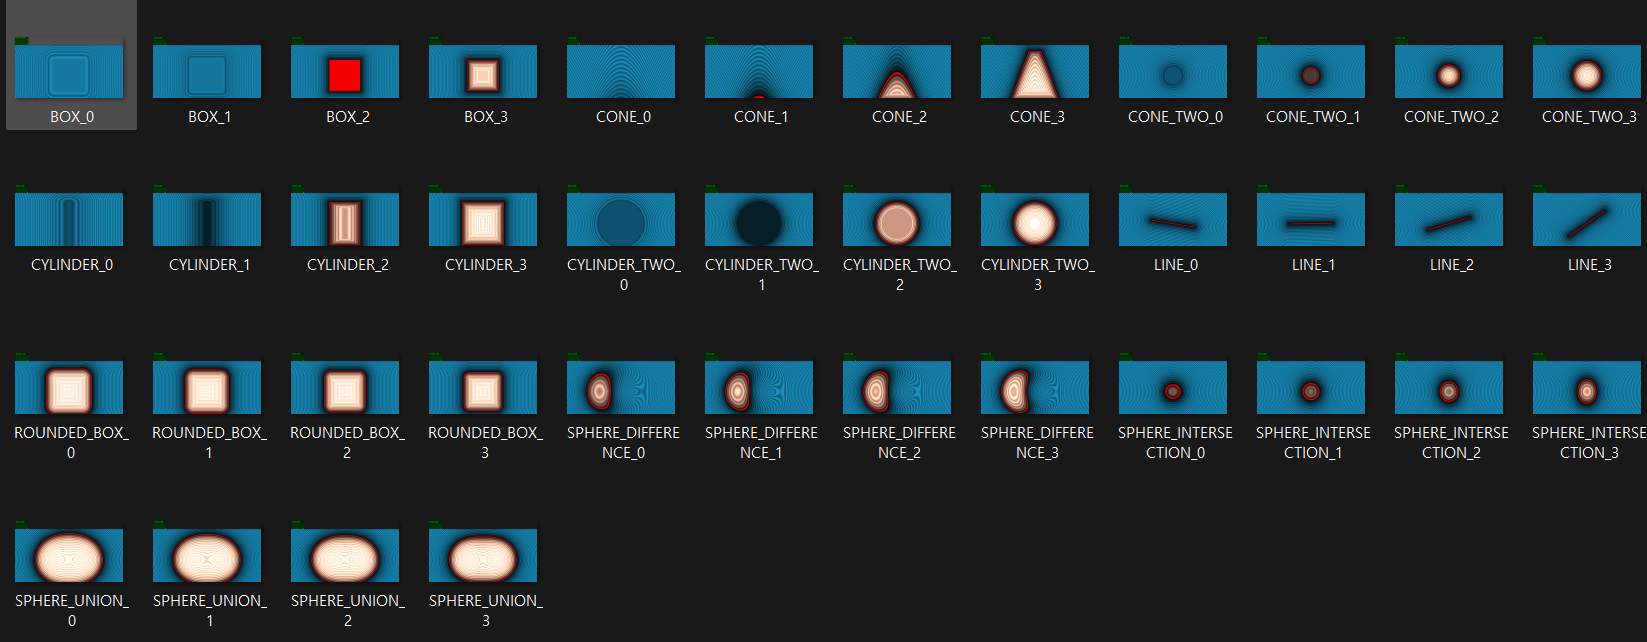 BOX_0 BOX_1 BOX_2 BOX_3 CONE_0 CONE_1 CONE_2 CONE_3 CONE_TWO_0 CONE_TWO_1 CONE_TWO_2 CONE_TWO_3
CYLINDER_0 CYLINDER_1 CYLINDER_2 CYLINDER_3 CYLINDER_TWO_ CYLINDER_TWO_ CYLINDER_TWO_ CYLINDER_TWO_ LINE_0 LINE_1 LINE_2 LINE_3
0 1 2 3
ROUNDED_BOX_ ROUNDED_BOX_ ROUNDED_BOX_ ROUNDED_BOX_ SPHERE_DIFFERE SPHERE_DIFFERE SPHERE_DIFFERE SPHERE_DIFFERE SPHERE_INTERSE SPHERE_INTERSE SPHERE_INTERSE SPHERE_INTERSE
0 1 2 3 NCE_0 NCE_1 NCE_2 NCE_3 CTION_0 CTION_1 CTION_2 CTION_3
SPHERE_UNION_ SPHERE_UNION_ SPHERE_UNION_ SPHERE_UNION_
0 1 2 3